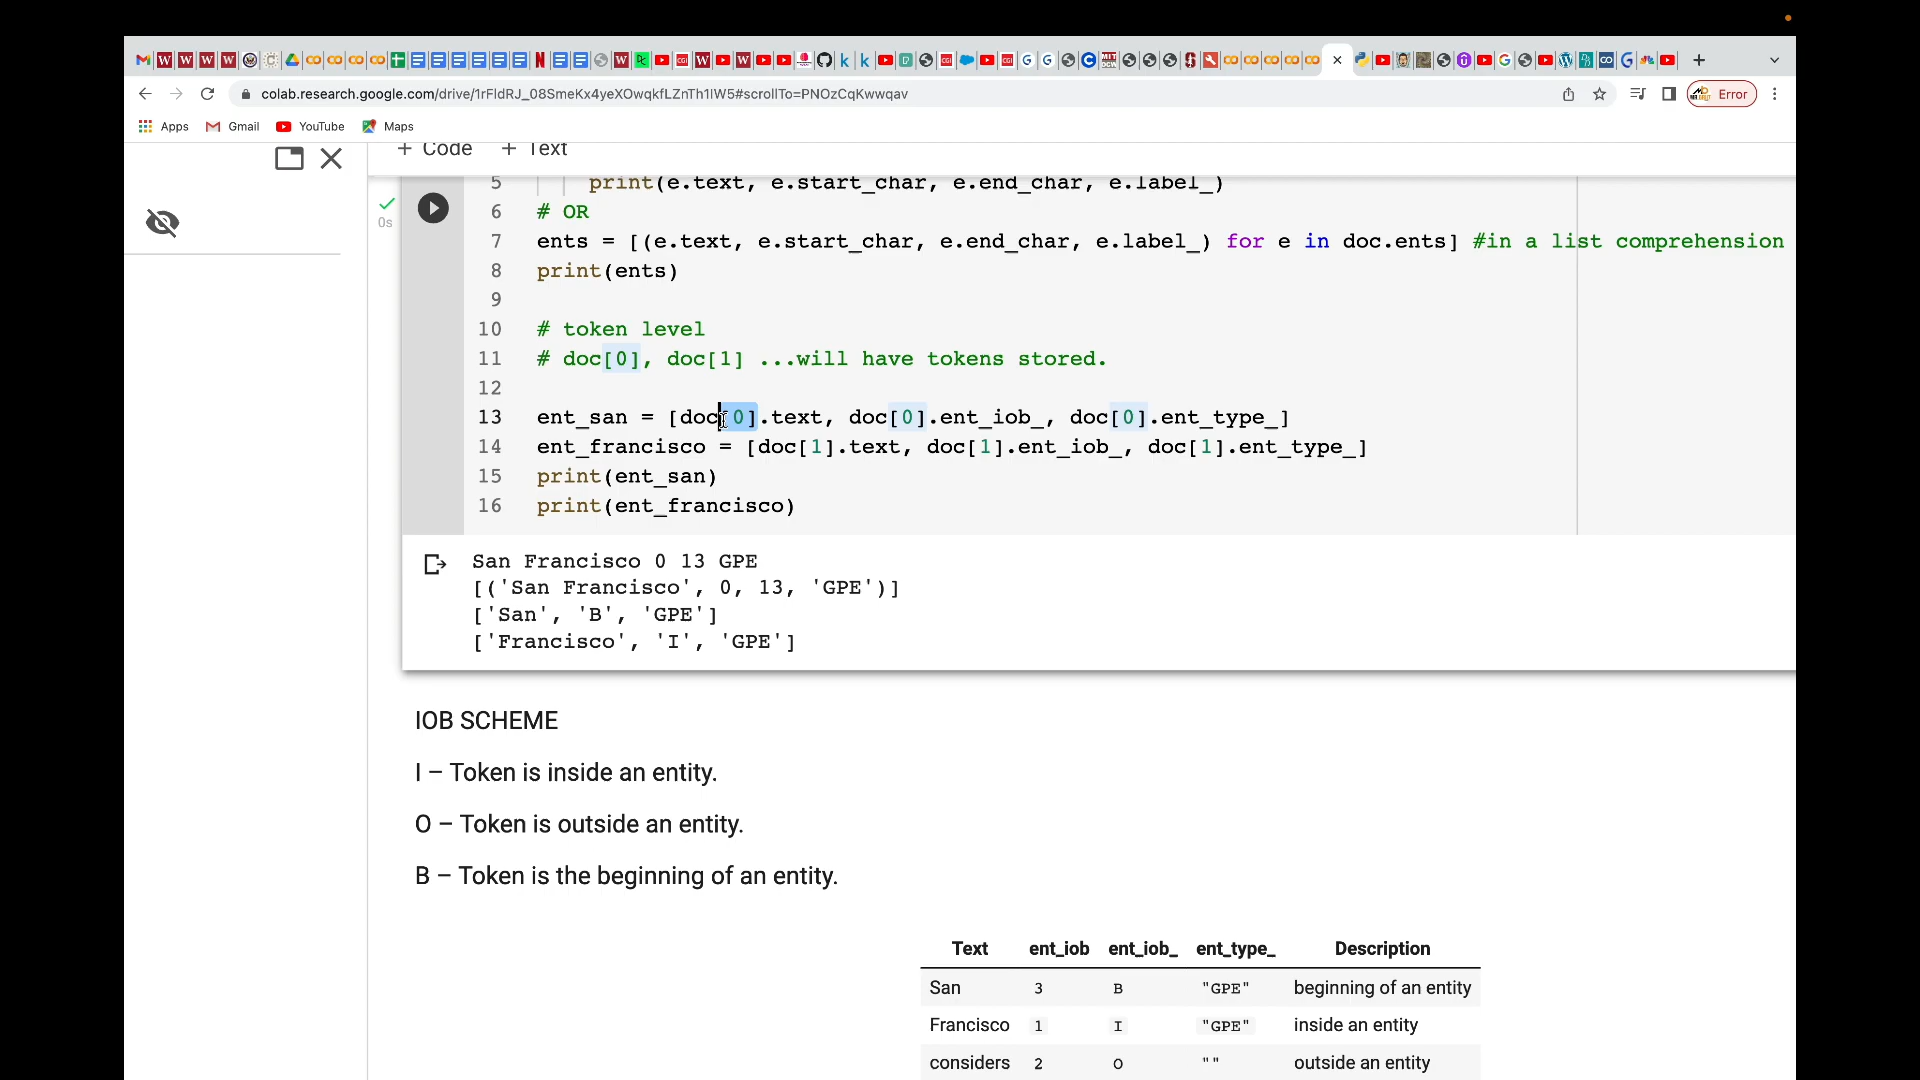 colab.research.google.com/drive/1rFldRJ_08SmeKx4yeXOwqkfLZnTh1lW5#scrollTo=PNOzCqKwwqav
Error
Apps Gmail YouTube Maps
+ Code + Text
0s
5 print(e.text, e.start_char, e.end_char, e.label_)
6 # OR
7 ents = [(e.text, e.start_char, e.end_char, e.label_) for e in doc.ents] #in a list comprehension
8 print(ents)
9
10 # token level
11 # doc[0], doc[1] ...will have tokens stored.
12
13 ent_san = [doc[0].text, doc[0].ent_iob_, doc[0].ent_type_]
14 ent_francisco = [doc[1].text, doc[1].ent_iob_, doc[1].ent_type_]
15 print(ent_san)
16 print(ent_francisco)
San Francisco 0 13 GPE
[('San Francisco', 0, 13, 'GPE')]
['San', 'B', 'GPE']
['Francisco', 'I', 'GPE']
IOB SCHEME
I – Token is inside an entity.
O – Token is outside an entity.
B – Token is the beginning of an entity.
Text ent_iob ent_iob_ ent_type_ Description
San 3 B "GPE" beginning of an entity
Francisco 1 I "GPE" inside an entity
considers 2 O "" outside an entity